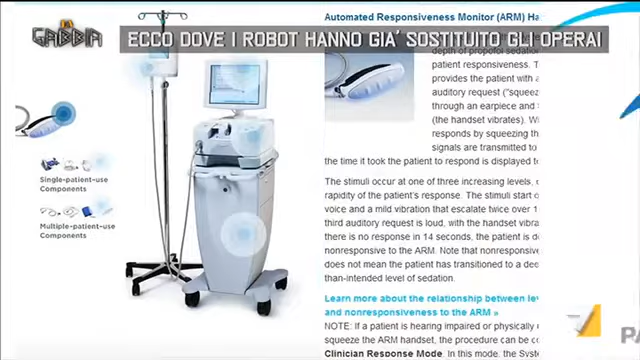 LA
GABBIA
ECCO DOVE I ROBOT HANNO GIA' SOSTITUITO GLI OPERAI
Automated Responsiveness Monitor (ARM) Ha
depth of propofol sedation
patient responsiveness. T
provides the patient with a
auditory request ("squeez
through an earpiece and
(the handset vibrates). W
responds by squeezing th
signals are transmitted to
the time it took the patient to respond is displayed to
Single-patient-use
Components
Multiple-patient-use
Components
The stimuli occur at one of three increasing levels,
rapidity of the patient's response. The stimuli start
voice and a mild vibration that escalate twice over 1
third auditory request is loud, with the handset vibra
there is no response in 14 seconds, the patient is de
nonresponsive to the ARM. Note that nonresponsive
does not mean the patient has transitioned to a dee
than-intended level of sedation.
Learn more about the relationship between lev
and nonresponsiveness to the ARM »
NOTE: If a patient is hearing impaired or physically
squeeze the ARM handset, the procedure can be co
Clinician Response Mode. In this mode, the Syste
PA